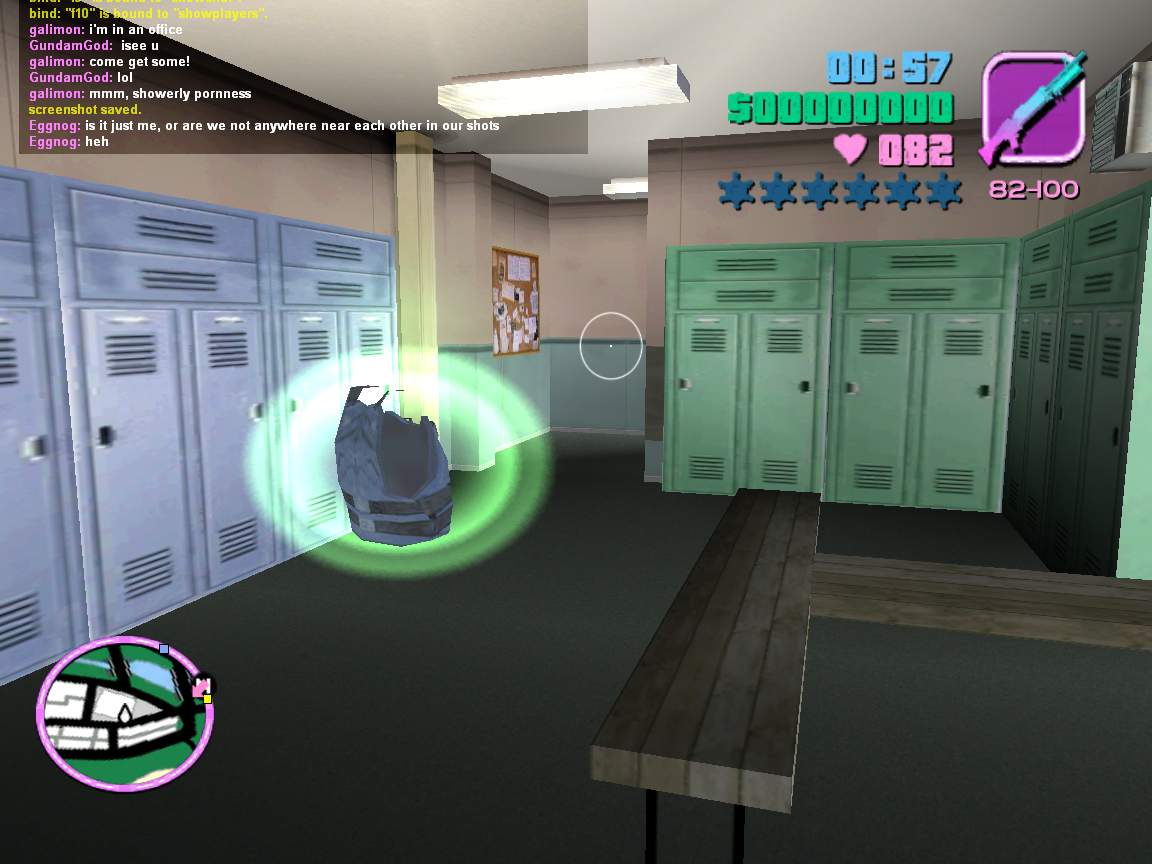 bind: "f10" is bound to "showplayers".
galimon: i'm in an office
GundamGod: isee u
galimon: come get some!
GundamGod: lol
galimon: mmm, showerly pornness
screenshot saved.
Eggnog: is it just me, or are we not anywhere near each other in our shots
Eggnog: heh
00:57
$00000000
082
82-100